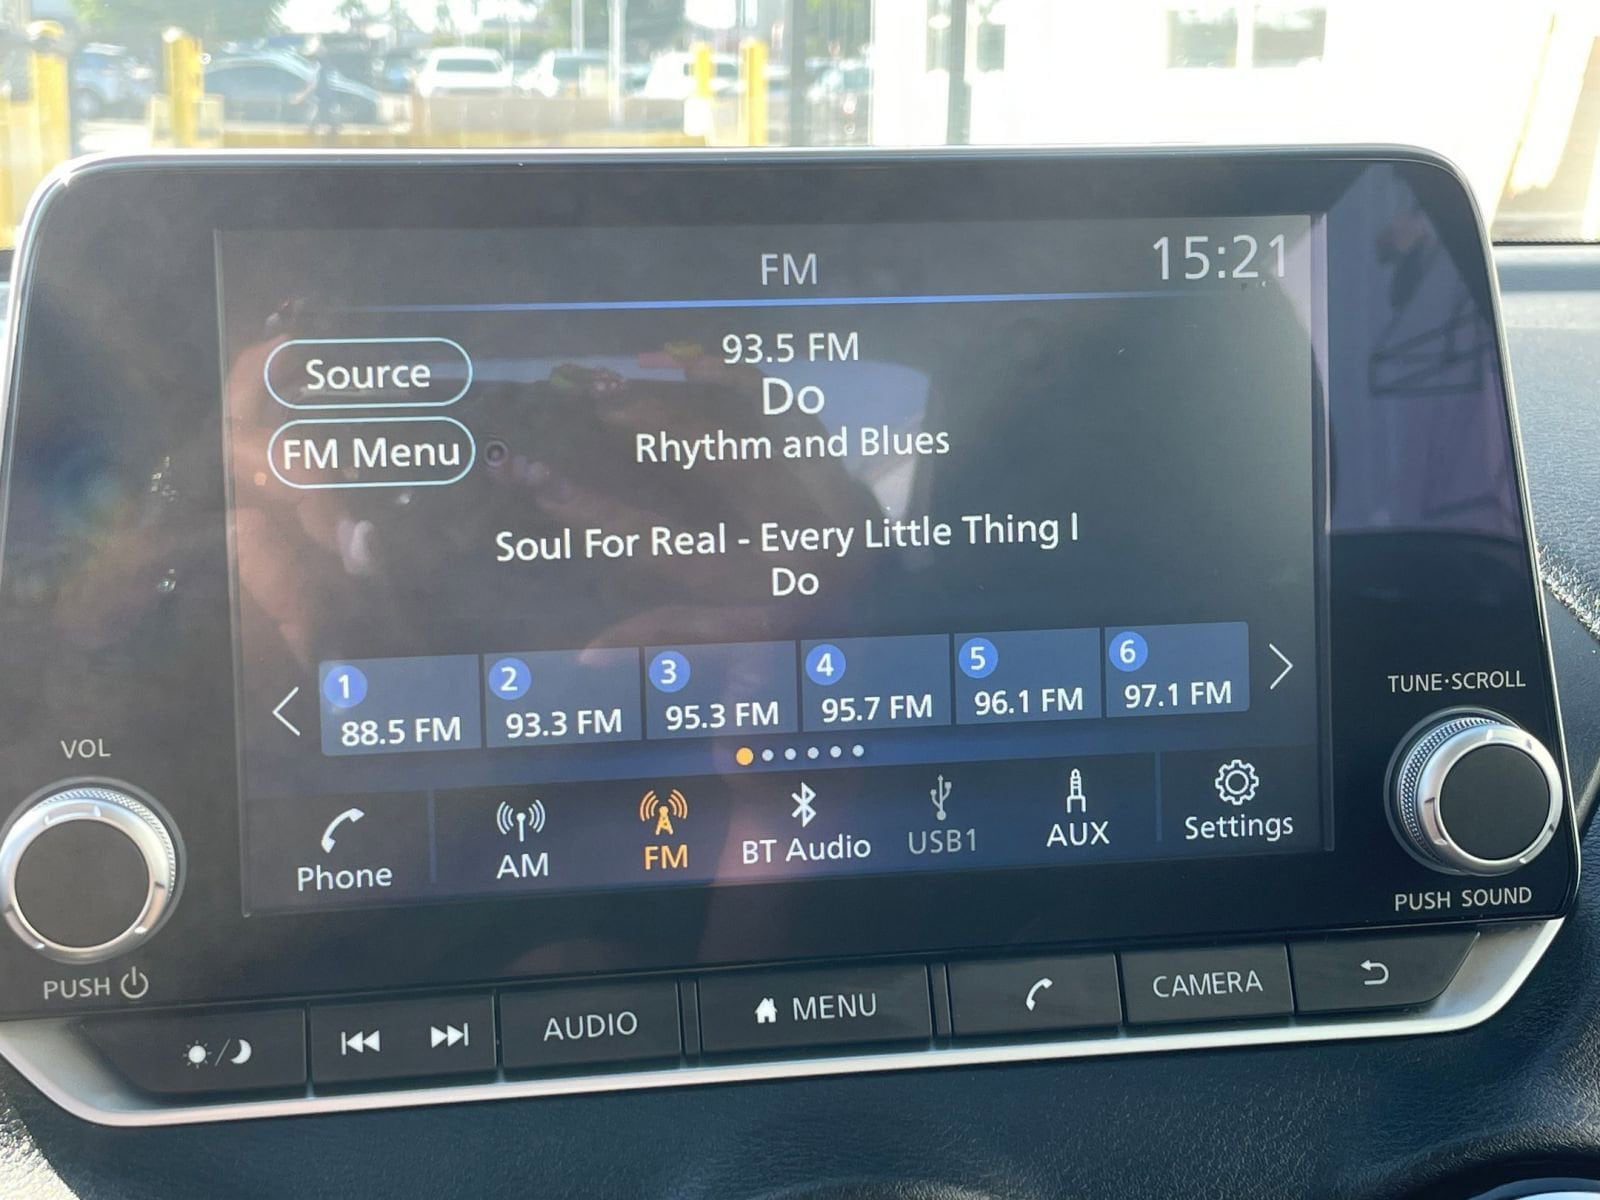 FM
15:21
Source
93.5 FM
Do
FM Menu
Rhythm and Blues
Soul For Real - Every Little Thing I
Do
1
88.5 FM
2
93.3 FM
3
95.3 FM
4
95.7 FM
5
96.1 FM
6
97.1 FM
Phone
AM
FM
BT Audio
USB1
AUX
Settings
VOL
PUSH
TUNE·SCROLL
PUSH SOUND
AUDIO
MENU
CAMERA